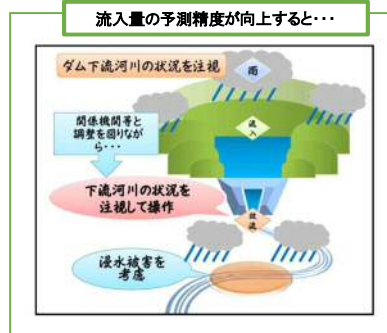 流入量の予測精度が向上すると･･･
ダム下流河川の状況を注視
雨
関係機関等と
調整を図りなが
ら･･･
流
入
下流河川の状況を
注視して操作
放
流
浸水被害を
考慮